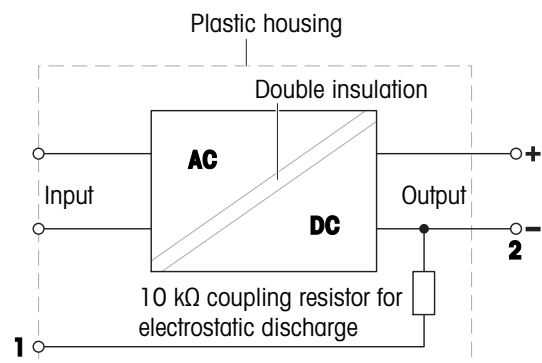 Plastic housing
Double insulation
AC
+
Input
Output
DC
−
2
10 kΩ coupling resistor for
electrostatic discharge
1